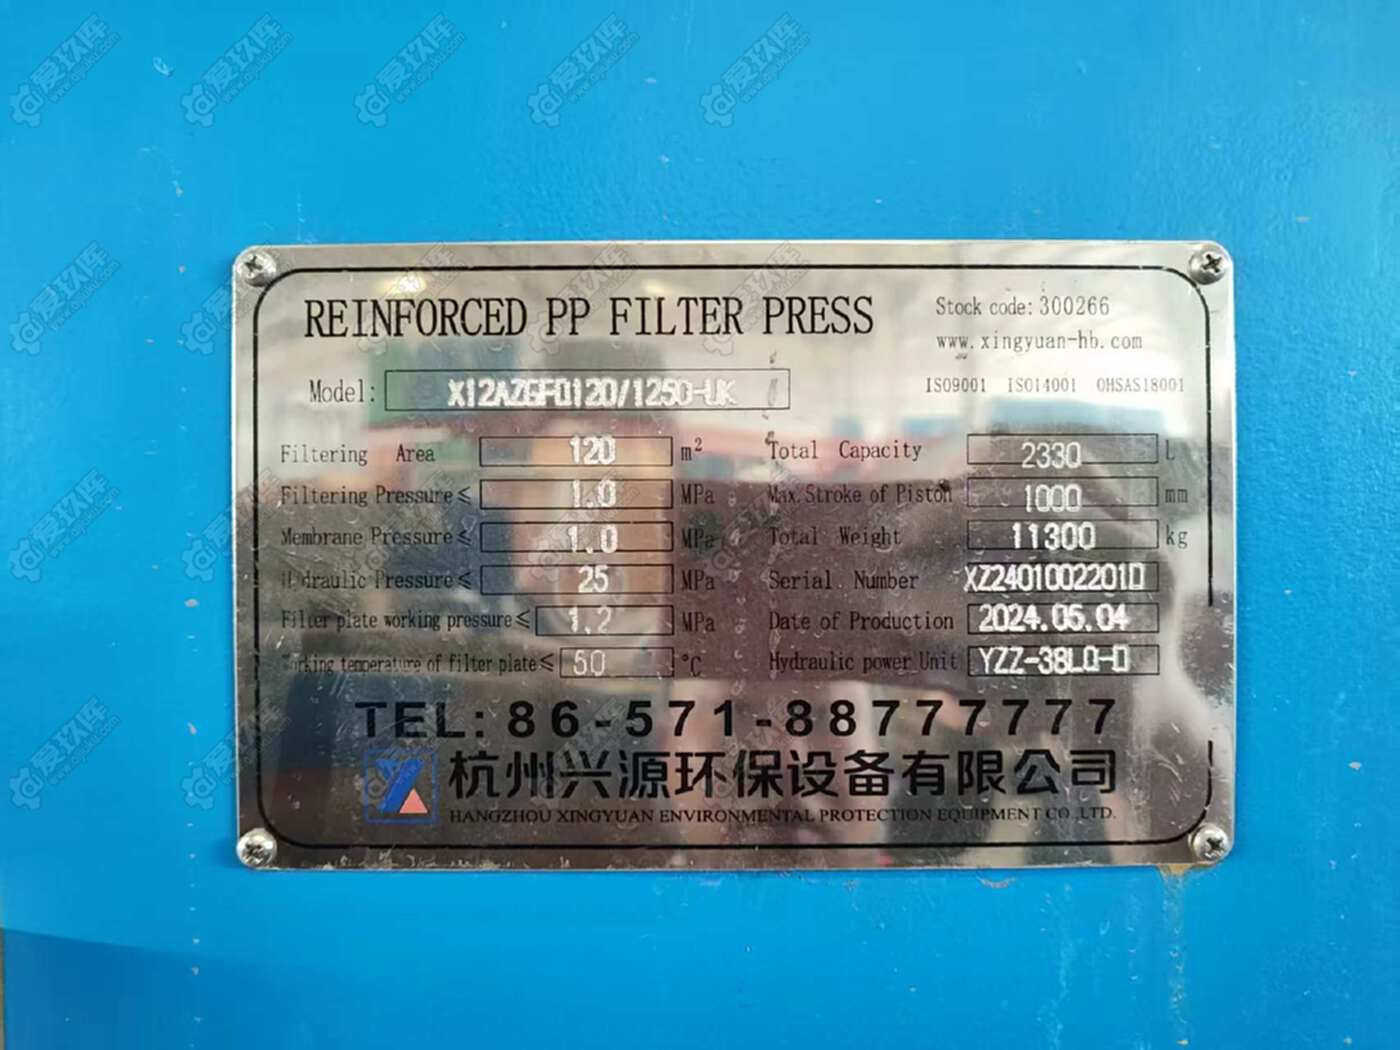 REINFORCED PP FILTER PRESS
Stock code: 300266
www.xingyuan-hb.com
ISO9001 ISO14001 OHSAS18001
Model: X12AZGFQ120/1250-UK
Filtering Area 120 m²
Total Capacity 2330 L
Filtering Pressure≤ 1.0 MPa
Max.Stroke of Piston 1000 mm
Membrane Pressure≤ 1.0 MPa
Total Weight 11300 kg
Hydraulic Pressure≤ 25 MPa
Serial Number XZ2401002201D
Filter plate working pressure≤ 1.2 MPa
Date of Production 2024.05.04
Working temperature of filter plate≤ 50 °C
Hydraulic power Unit YZZ-38LQ-D
TEL: 86-571-88777777
杭州兴源环保设备有限公司
HANGZHOU XINGYUAN ENVIRONMENTAL PROTECTION EQUIPMENT CO.,LTD.
爱玖库